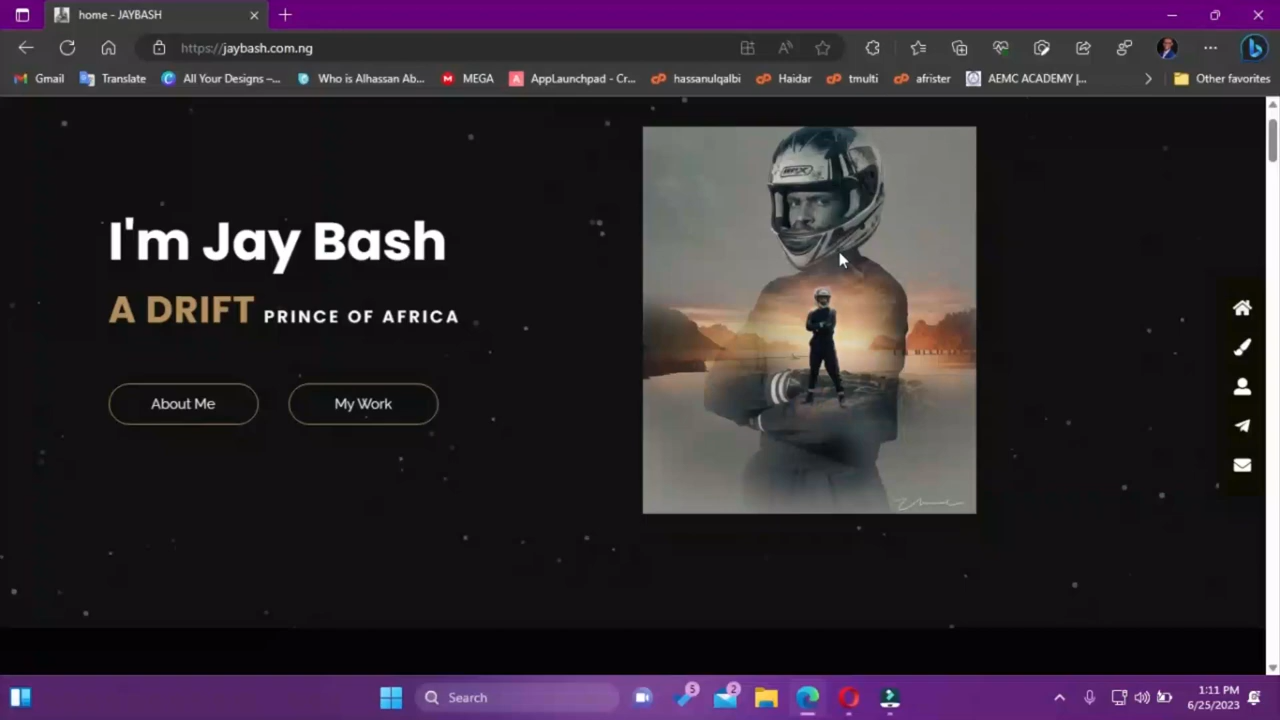 home - JAYBASH
https://jaybash.com.ng
Gmail
Translate
All Your Designs –...
Who is Alhassan Ab...
MEGA
AppLaunchpad - Cr...
hassanulqalbi
Haidar
tmulti
afrister
AEMC ACADEMY |...
Other favorites
I'm Jay Bash
A DRIFT PRINCE OF AFRICA
About Me
My Work
Search
5
2
1:11 PM
6/25/2023